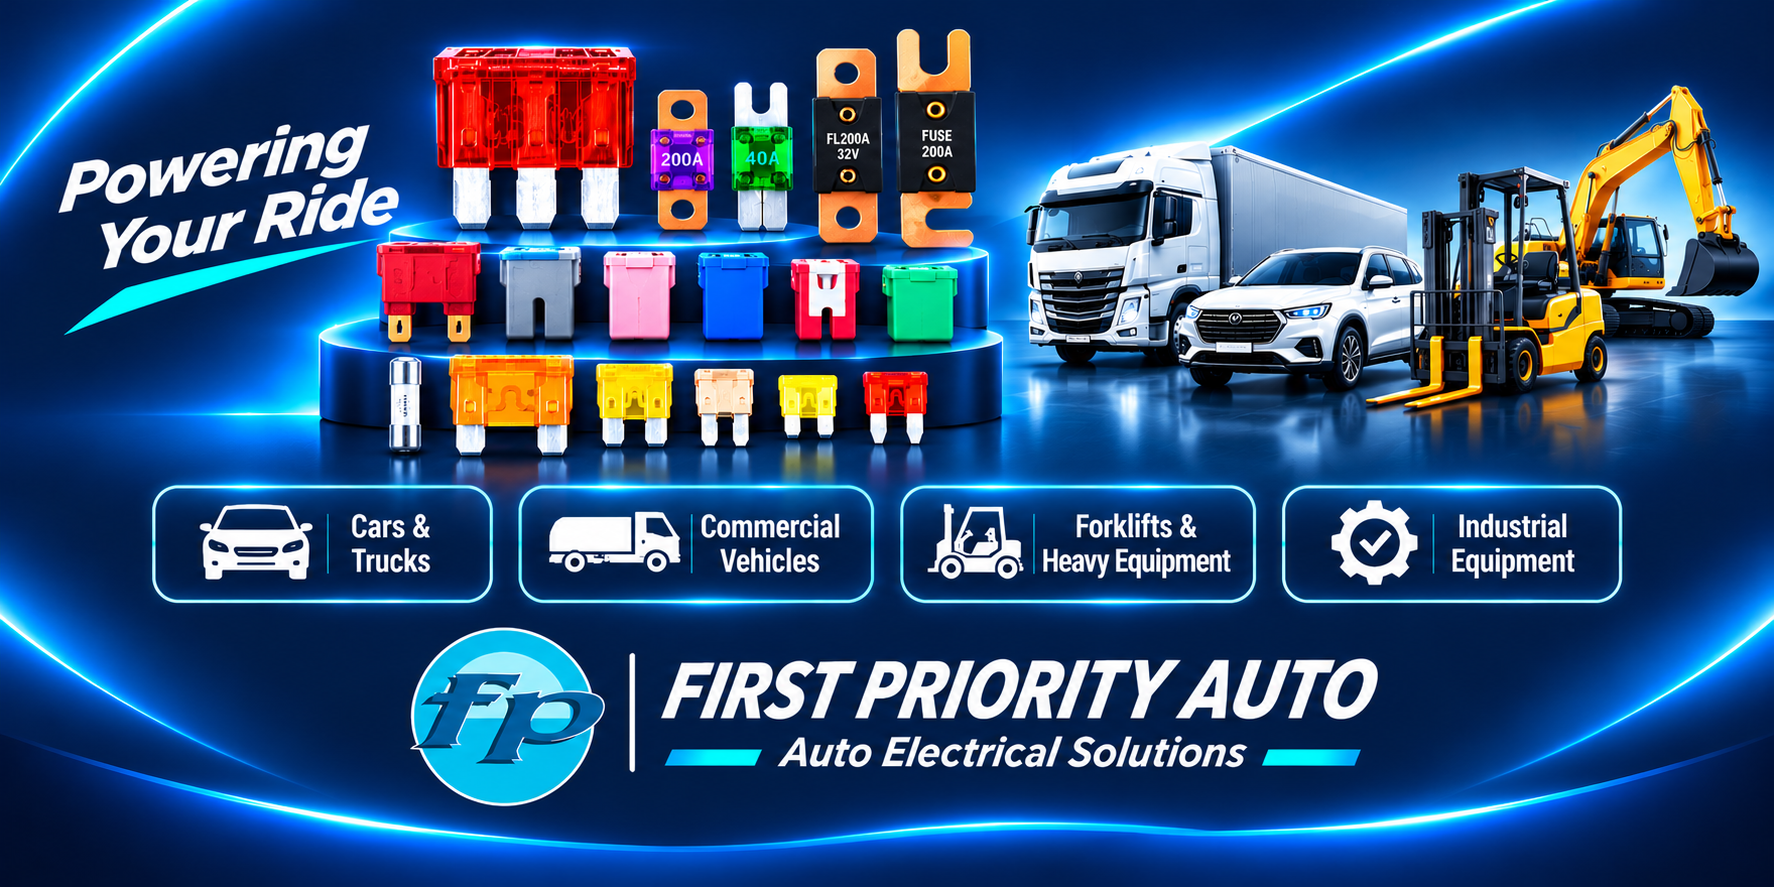 Powering
Your Ride
200A
40A
FL200A
32V
FUSE
200A
Cars &
Trucks
Commercial
Vehicles
Forklifts &
Heavy Equipment
Industrial
Equipment
fp
FIRST PRIORITY AUTO
Auto Electrical Solutions